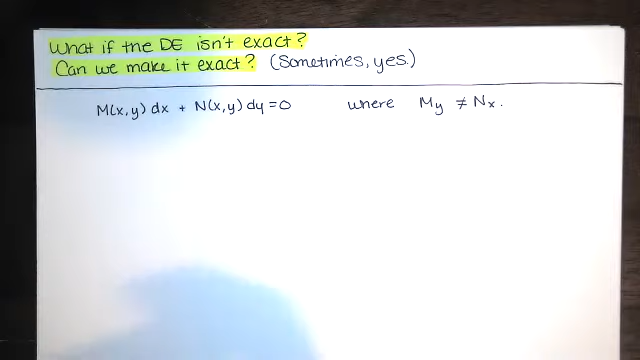 What if the DE isn't exact?
Can we make it exact? (Sometimes, yes.)
M(x,y) dx + N(x,y) dy = 0 where My ≠ Nx.